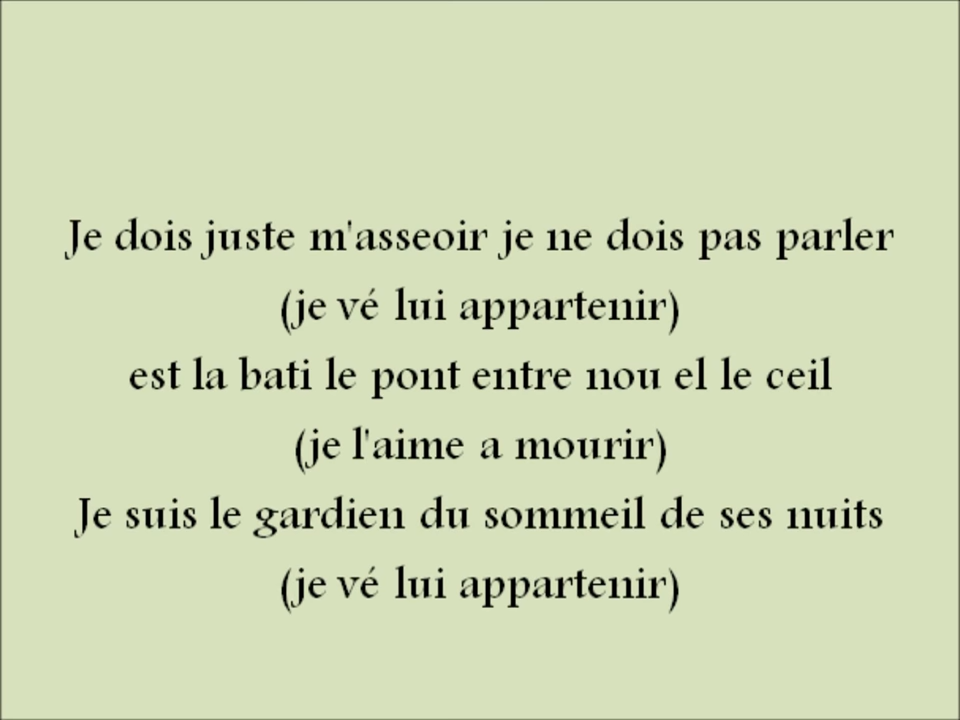 Je dois juste m'asseoir je ne dois pas parler
(je vé lui appartenir)
est la bati le pont entre nou el le ceil
(je l'aime a mourir)
Je suis le gardien du sommeil de ses nuits
(je vé lui appartenir)